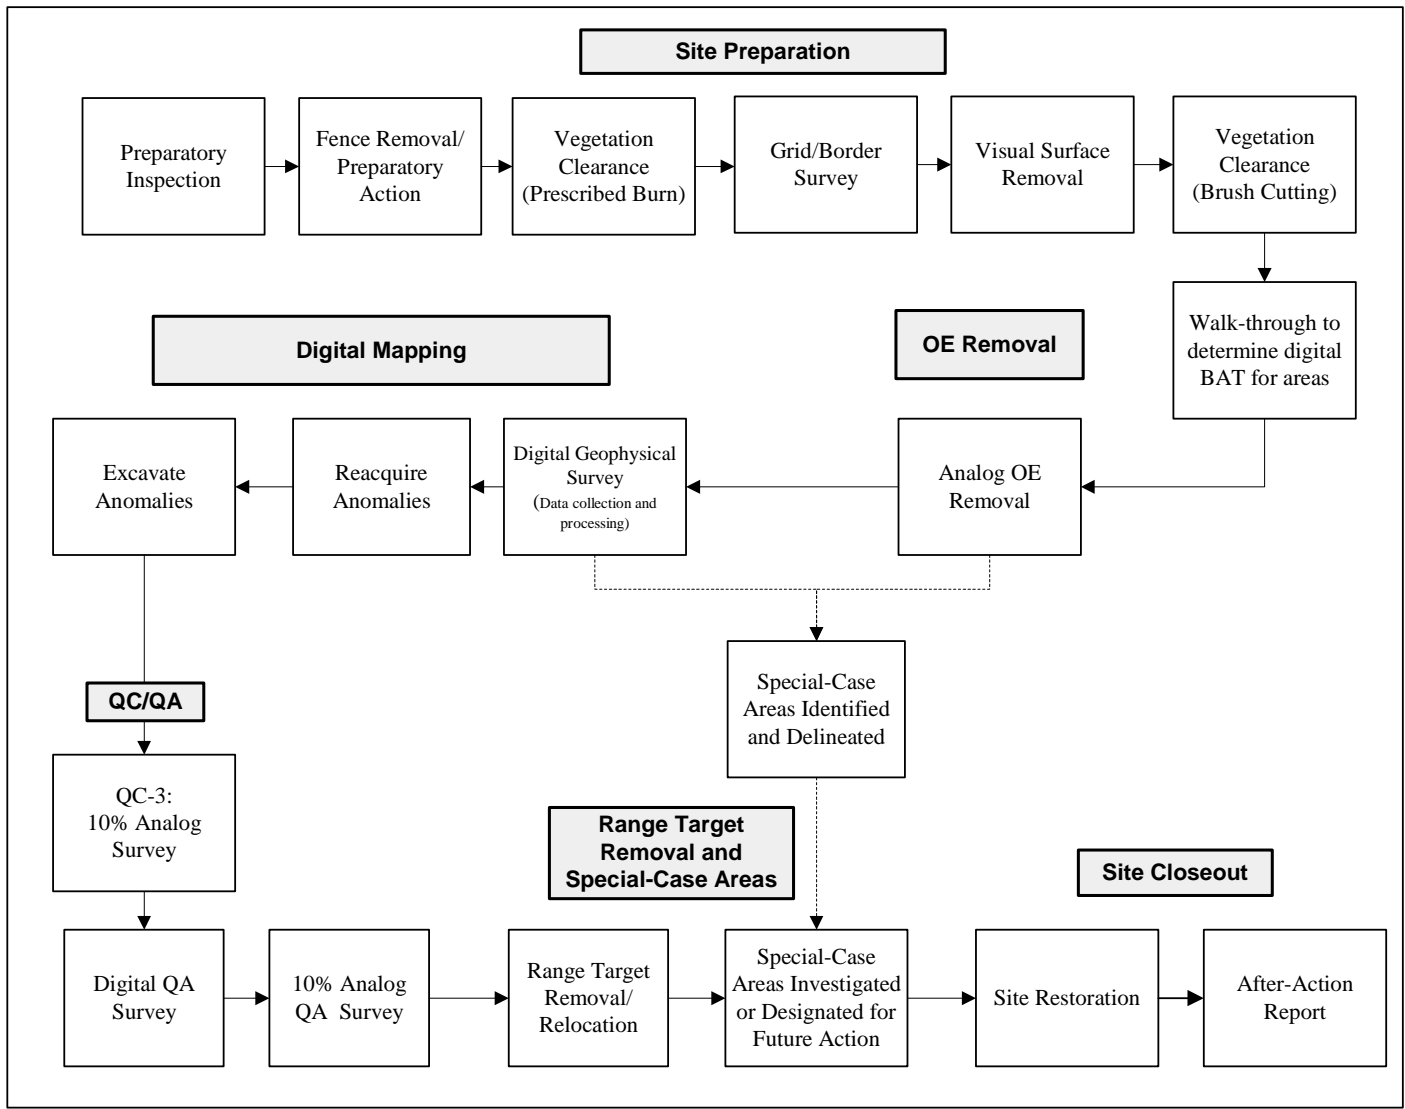 Site Preparation
Preparatory
Inspection
Fence Removal/
Preparatory
Action
Vegetation
Clearance
(Prescribed Burn)
Grid/Border
Survey
Visual Surface
Removal
Vegetation
Clearance
(Brush Cutting)
Walk-through to
determine digital
BAT for areas
OE Removal
Digital Mapping
Analog OE
Removal
Digital Geophysical
Survey
(Data collection and
processing)
Reacquire
Anomalies
Excavate
Anomalies
Special-Case
Areas Identified
and Delineated
QC/QA
QC-3:
10% Analog
Survey
Range Target
Removal and
Special-Case Areas
Site Closeout
Digital QA
Survey
10% Analog
QA Survey
Range Target
Removal/
Relocation
Special-Case
Areas Investigated
or Designated for
Future Action
Site Restoration
After-Action
Report